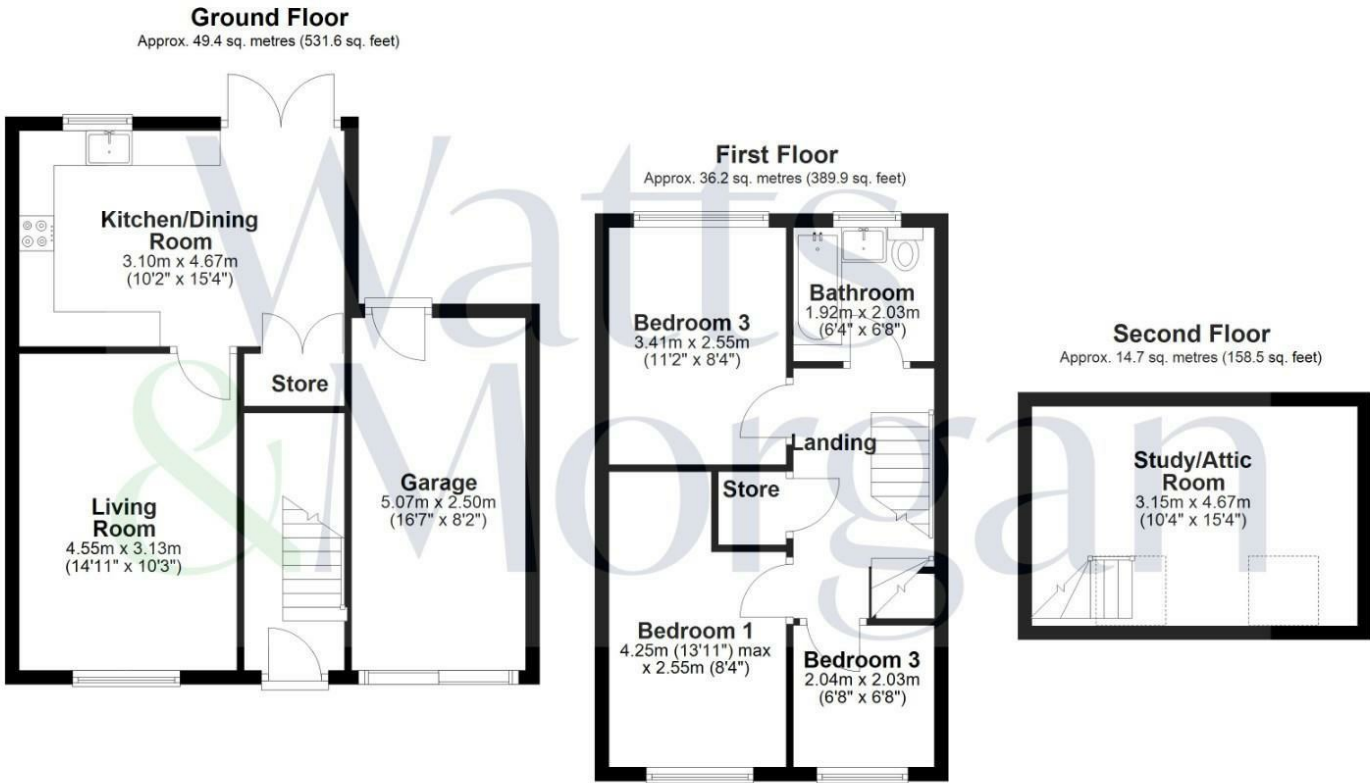 Ground Floor
Approx. 49.4 sq. metres (531.6 sq. feet)
Kitchen/Dining
Room
3.10m x 4.67m
(10'2" x 15'4")
Store
Living
Room
4.55m x 3.13m
(14'11" x 10'3")
Garage
5.07m x 2.50m
(16'7" x 8'2")
First Floor
Approx. 36.2 sq. metres (389.9 sq. feet)
Bedroom 3
3.41m x 2.55m
(11'2" x 8'4")
Bathroom
1.92m x 2.03m
(6'4" x 6'8")
Landing
Store
Bedroom 1
4.25m (13'11") max
x 2.55m (8'4")
Bedroom 3
2.04m x 2.03m
(6'8" x 6'8")
Second Floor
Approx. 14.7 sq. metres (158.5 sq. feet)
Study/Attic
Room
3.15m x 4.67m
(10'4" x 15'4")
Watts
&Morgan